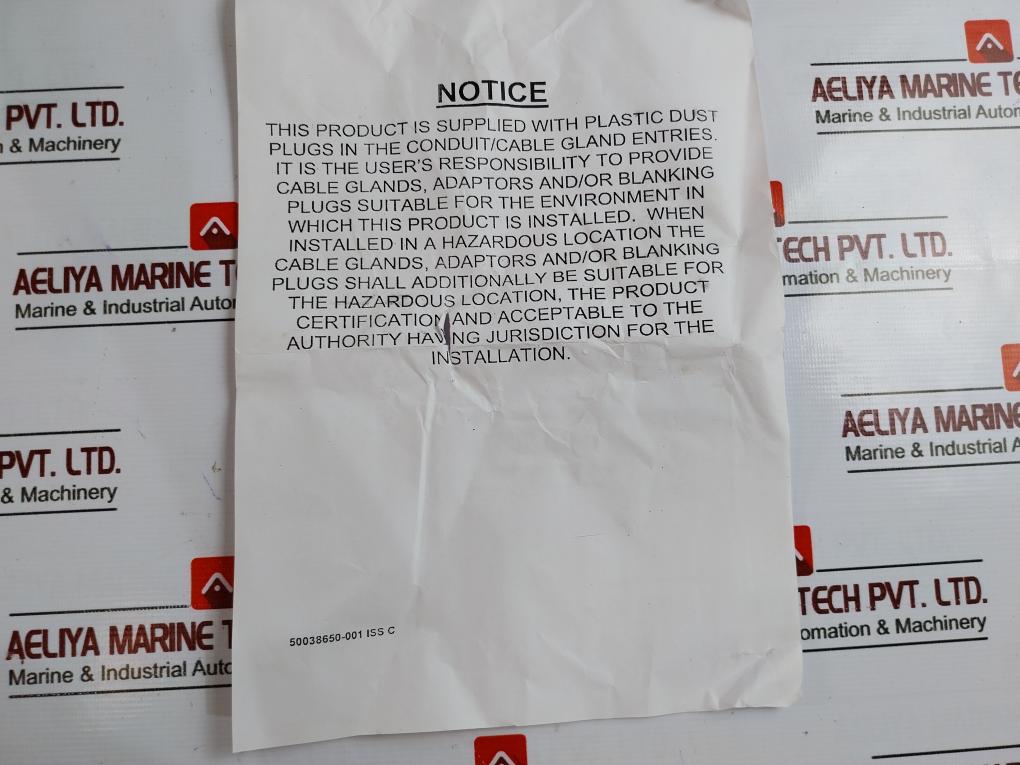 NOTICE
THIS PRODUCT IS SUPPLIED WITH PLASTIC DUST
PLUGS IN THE CONDUIT/CABLE GLAND ENTRIES.
IT IS THE USER'S RESPONSIBILITY TO PROVIDE
CABLE GLANDS, ADAPTORS AND/OR BLANKING
PLUGS SUITABLE FOR THE ENVIRONMENT IN
WHICH THIS PRODUCT IS INSTALLED. WHEN
INSTALLED IN A HAZARDOUS LOCATION THE
CABLE GLANDS, ADAPTORS AND/OR BLANKING
PLUGS SHALL ADDITIONALLY BE SUITABLE FOR
THE HAZARDOUS LOCATION, THE PRODUCT
CERTIFICATION AND ACCEPTABLE TO THE
AUTHORITY HAVING JURISDICTION FOR THE
INSTALLATION.
50038650-001 ISS C
PVT. LTD.
n & Machinery
AELIYA MARINE T
Marine & Industrial Autor
PVT. LTD.
& Machinery
AELIYA MARINE T
Marine & Industrial Auto
AELIYA MARINE TE
Marine & Industrial Autom
TECH PVT. LTD.
mation & Machinery
AELIYA MARINE
Marine & Industrial A
TECH PVT. LTD.
omation & Machinery